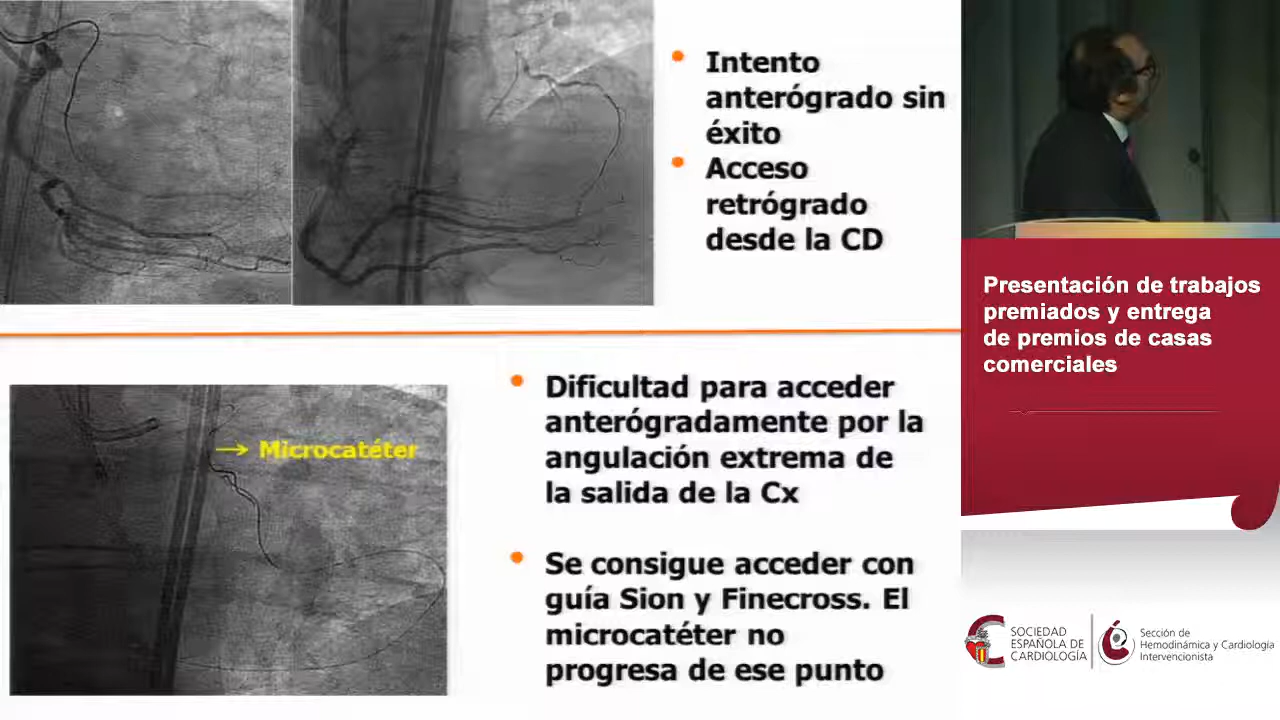 • Intento
anterógrado sin
éxito
• Acceso
retrógrado
desde la CD
→ Microcatéter
• Dificultad para acceder
anterógradamente por la
angulación extrema de
la salida de la Cx
• Se consigue acceder con
guía Sion y Finecross. El
microcatéter no
progresa de ese punto
Presentación de trabajos
premiados y entrega
de premios de casas
comerciales
SOCIEDAD
ESPAÑOLA DE
CARDIOLOGÍA
Sección de
Hemodinámica y Cardiología
Intervencionista